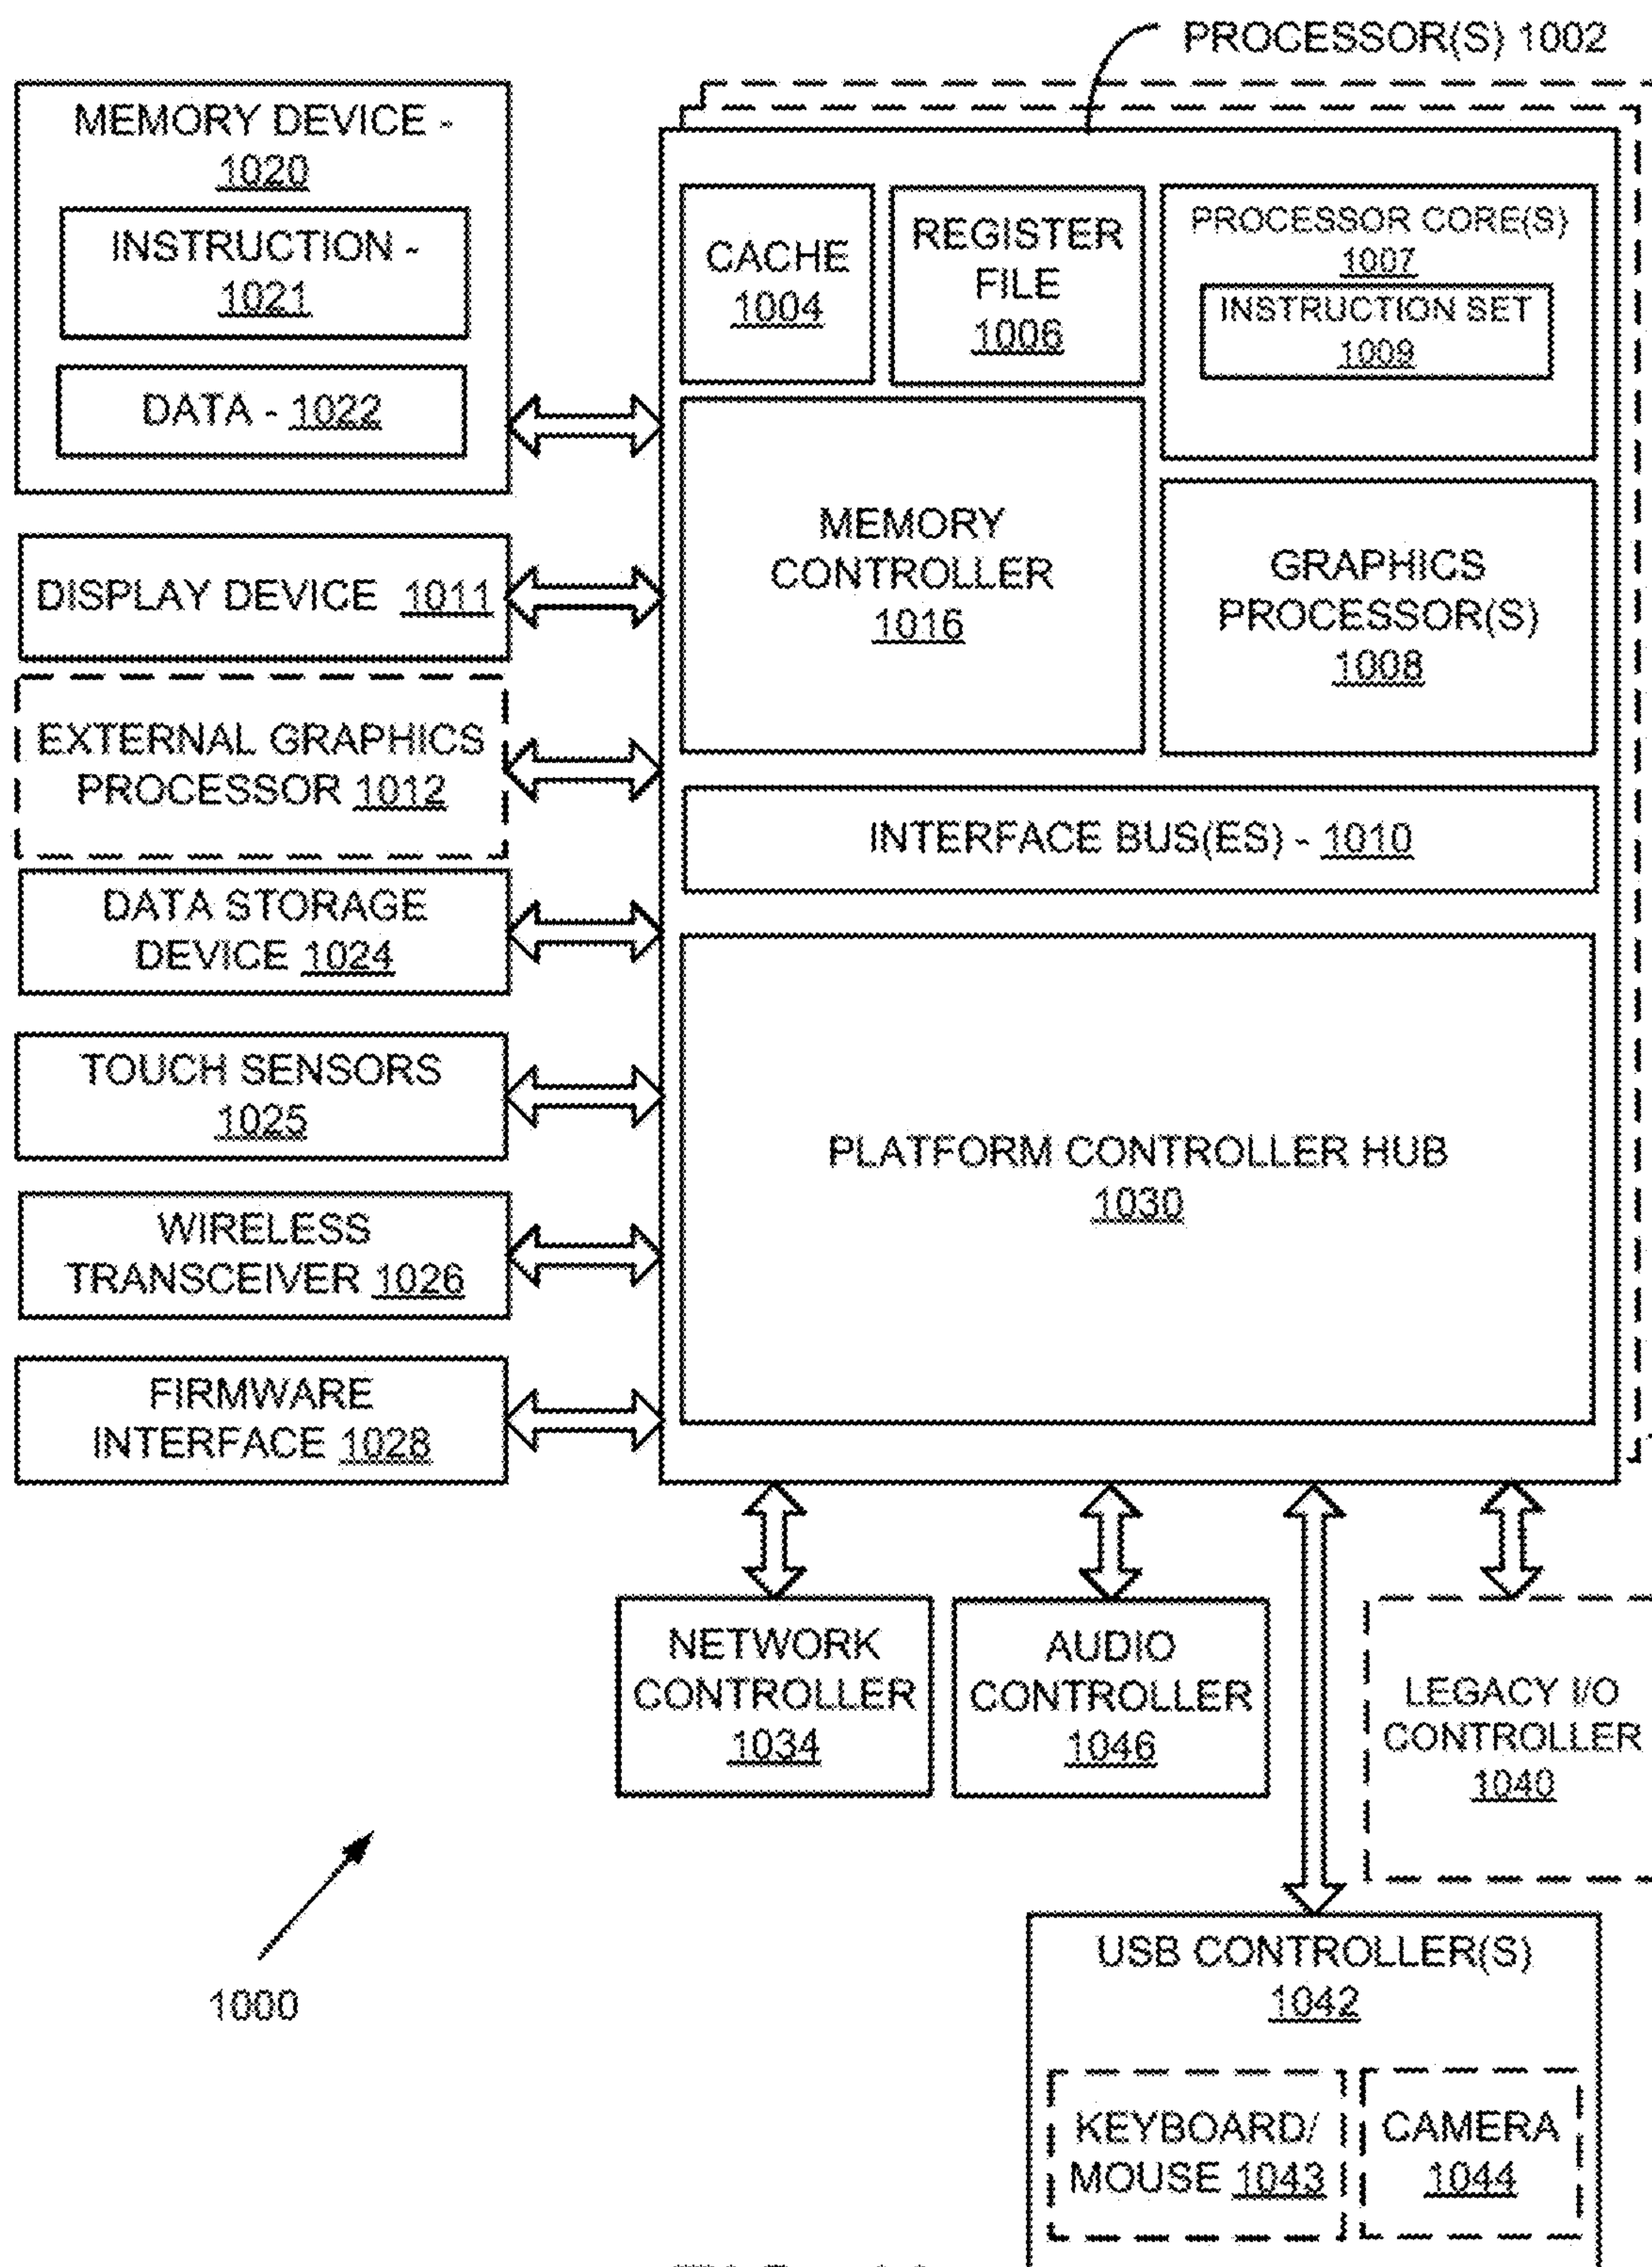 PROCESSOR(S) 1002
MEMORY DEVICE -
1020
INSTRUCTION -
1021
DATA - 1022
DISPLAY DEVICE 1011
EXTERNAL GRAPHICS
PROCESSOR 1012
DATA STORAGE
DEVICE 1024
TOUCH SENSORS
1025
WIRELESS
TRANSCEIVER 1026
FIRMWARE
INTERFACE 1028
CACHE
1004
REGISTER
FILE
1006
PROCESSOR CORE(S)
1007
INSTRUCTION SET
1009
MEMORY
CONTROLLER
1016
GRAPHICS
PROCESSOR(S)
1008
INTERFACE BUS(ES) - 1010
PLATFORM CONTROLLER HUB
1030
NETWORK
CONTROLLER
1034
AUDIO
CONTROLLER
1046
LEGACY I/O
CONTROLLER
1040
1000
USB CONTROLLER(S)
1042
KEYBOARD/
MOUSE 1043
CAMERA
1044